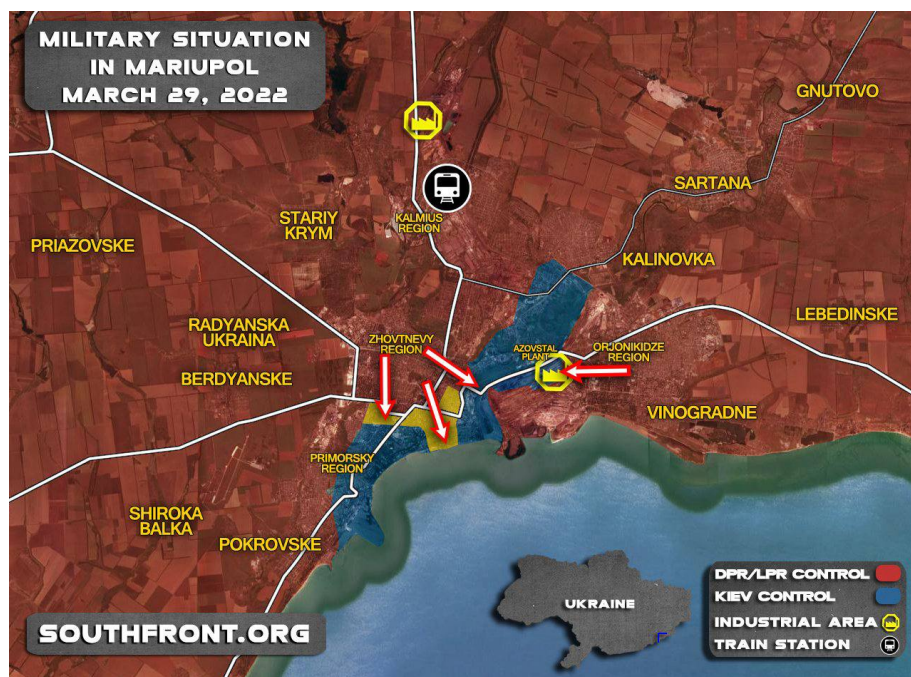 MILITARY SITUATION
IN MARIUPOL
MARCH 29, 2022
GNUTOVO
SARTANA
STARIY
KRYM
KALMIUS
REGION
PRIAZOVSKE
KALINOVKA
LEBEDINSKE
RADYANSKA
UKRAINA
ZHOVTNEVY
REGION
AZOVSTAL
PLANT
ORJONIKIDZE
REGION
BERDYANSKE
VINOGRADNE
PRIMORSKY
REGION
SHIROKA
BALKA
POKROVSKE
UKRAINE
DPR/LPR CONTROL
KIEV CONTROL
INDUSTRIAL AREA
TRAIN STATION
SOUTHFRONT.ORG